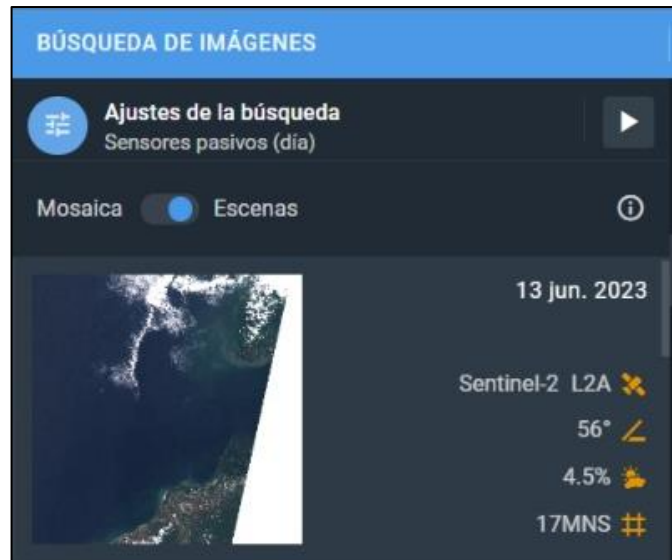 BÚSQUEDA DE IMÁGENES
Ajustes de la búsqueda
Sensores pasivos (día)
Mosaica Escenas
13 jun. 2023
Sentinel-2 L2A
56°
4.5%
17MNS